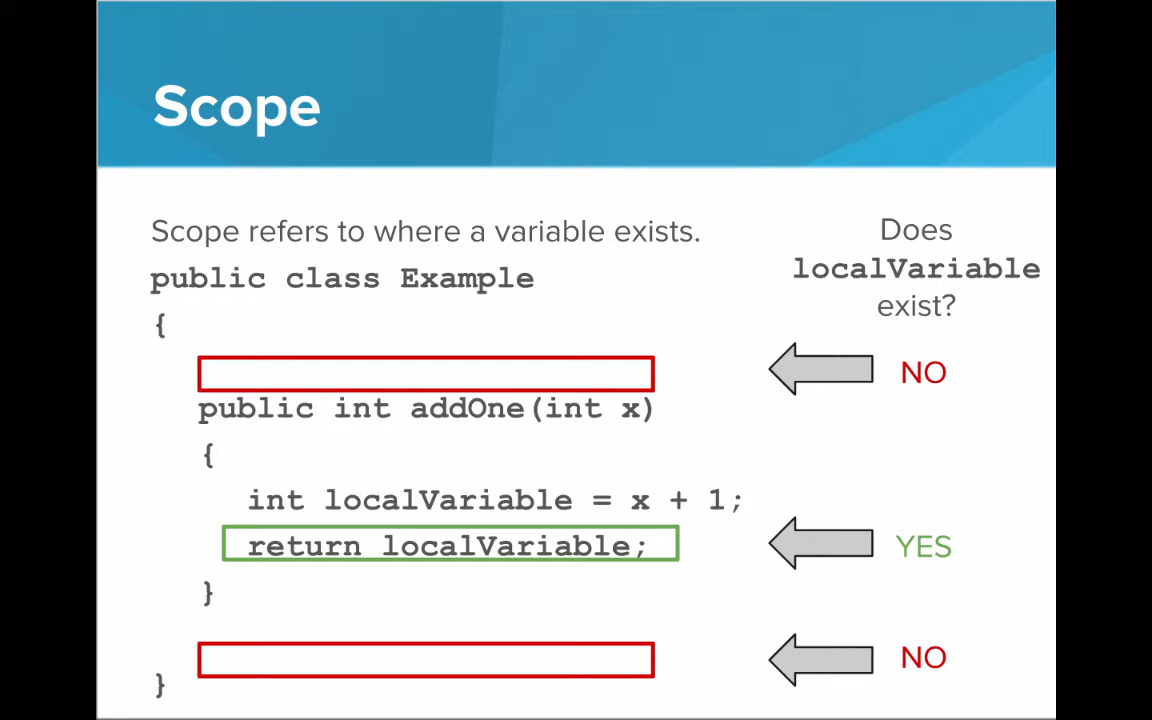 Scope
Scope refers to where a variable exists.
public class Example
{
public int addOne(int x)
{
int localVariable = x + 1;
return localVariable;
}
}
Does
localVariable
exist?
NO
YES
NO